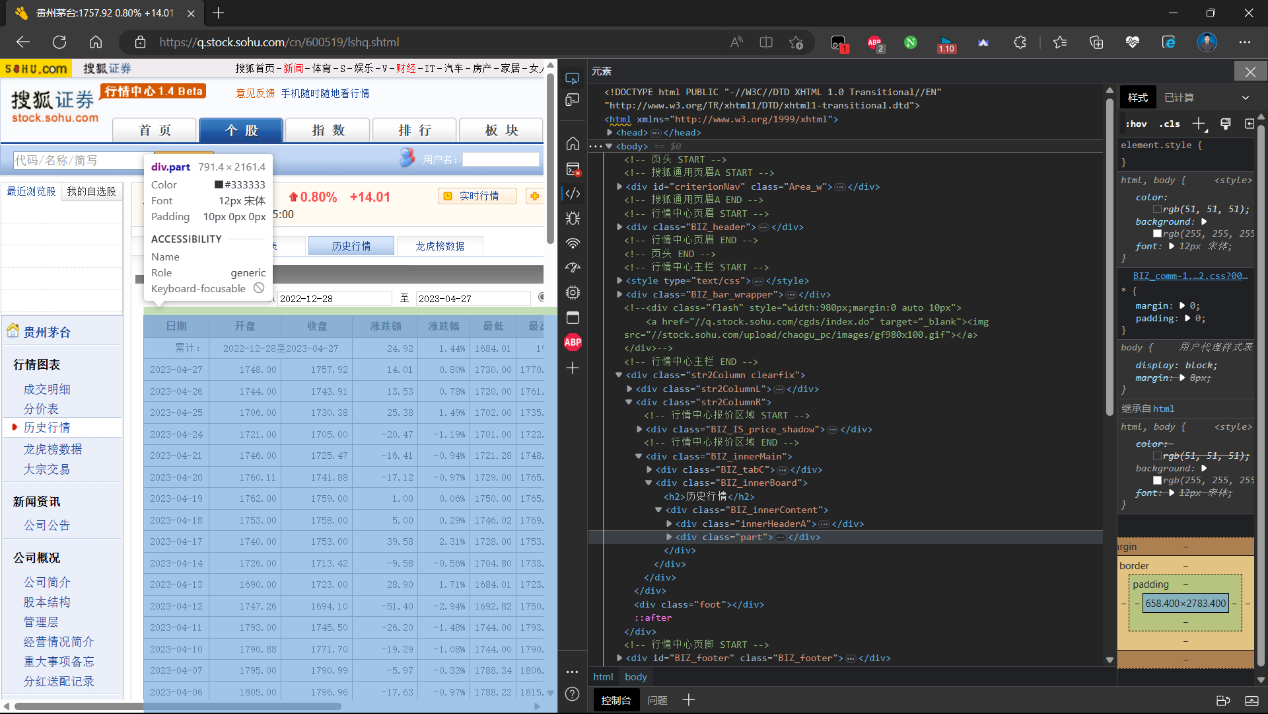 贵州茅台:1757.92 0.80% +14.01
https://q.stock.sohu.com/cn/600519/lshq.shtml
1
2
1.10
SOHU.com 搜狐证券
搜狐首页-新闻-体育-S-娱乐-V-财经-IT-汽车-房产-家居-女人
搜狐证券
stock.sohu.com
行情中心 1.4 Beta
意见反馈 手机随时随地看行情
首 页
个 股
指 数
排 行
板 块
代码/名称/简写
用户名:
最近浏览股
我的自选股
div.part 791.4 × 2161.4
Color #333333
Font 12px 宋体
Padding 10px 0px 0px
ACCESSIBILITY
Name
Role generic
Keyboard-focusable
0.80% +14.01
实时行情
5:00
历史行情
龙虎榜数据
2022-12-28 至 2023-04-27
贵州茅台
行情图表
成交明细
分价表
历史行情
龙虎榜数据
大宗交易
新闻资讯
公司公告
公司概况
公司简介
股本结构
管理层
经营情况简介
重大事项备忘
分红送配记录
日期 开盘 收盘 涨跌额 涨跌幅 最低
累计: 2022-12-28至2023-04-27 24.92 1.44% 1684.01
2023-04-27 1748.00 1757.92 14.01 0.80% 1730.00 1770.
2023-04-26 1744.00 1743.91 13.53 0.78% 1720.00 1761.
2023-04-25 1706.00 1730.38 25.38 1.49% 1702.00 1735.
2023-04-24 1721.00 1705.00 -20.47 -1.19% 1701.00 1722.
2023-04-21 1746.00 1725.47 -16.41 -0.94% 1721.28 1748.
2023-04-20 1760.11 1741.88 -17.12 -0.97% 1729.00 1765.
2023-04-19 1762.00 1759.00 1.00 0.06% 1750.00 1765.
2023-04-18 1753.00 1758.00 5.00 0.29% 1746.02 1769.
2023-04-17 1740.00 1753.00 39.58 2.31% 1728.00 1753.
2023-04-14 1726.00 1713.42 -9.58 -0.56% 1704.80 1733.
2023-04-13 1690.00 1723.00 28.90 1.71% 1684.01 1723.
2023-04-12 1747.26 1694.10 -51.40 -2.94% 1692.82 1750.
2023-04-11 1793.00 1745.50 -26.20 -1.48% 1744.00 1793.
2023-04-10 1790.88 1771.70 -19.29 -1.08% 1744.00 1790.
2023-04-07 1795.00 1790.99 -5.97 -0.33% 1788.34 1806.
2023-04-06 1805.00 1796.96 -17.63 -0.97% 1788.22 1815.
ABP
元素
<!DOCTYPE html PUBLIC "-//W3C//DTD XHTML 1.0 Transitional//EN"
"http://www.w3.org/TR/xhtml1/DTD/xhtml1-transitional.dtd">
<html xmlns="http://www.w3.org/1999/xhtml">
<head>⋯</head>
⋯<body> == $0
<!-- 页头 START -->
<!-- 搜狐通用页眉A START -->
<div id="criterionNav" class="Area_w">⋯</div>
<!-- 搜狐通用页眉A END -->
<!-- 行情中心页眉 START -->
<div class="BIZ_header">⋯</div>
<!-- 行情中心页眉 END -->
<!-- 页头 END -->
<!-- 行情中心主栏 START -->
<style type="text/css">⋯</style>
<div class="BIZ_bar_wrapper">⋯</div>
<!--<div class="flash" style="width:980px;margin:0 auto 10px">
<a href="//q.stock.sohu.com/cgds/index.do" target="_blank"><img
src="//stock.sohu.com/upload/chaogu_pc/images/gf980x100.gif"></a>
</div>-->
<!-- 行情中心主栏 END -->
<div class="str2Column clearfix">
<div class="str2ColumnL">⋯</div>
<div class="str2ColumnR">
<!-- 行情中心报价区域 START -->
<div class="BIZ_IS_price_shadow">⋯</div>
<!-- 行情中心报价区域 END -->
<div class="BIZ_innerMain">
<div class="BIZ_tabC">⋯</div>
<div class="BIZ_innerBoard">
<h2>历史行情</h2>
<div class="BIZ_innerContent">
<div class="innerHeaderA">⋯</div>
<div class="part">⋯</div>
</div>
</div>
</div>
</div>
<div class="foot"></div>
::after
</div>
<!-- 行情中心页脚 START -->
<div id="BIZ_footer" class="BIZ_footer">⋯</div>
html body
控制台 问题
样式 已计算
:hov .cls
element.style {
}
html, body { <style>
color:
rgb(51, 51, 51);
background:
rgb(255, 255, 255
font: 12px 宋体;
}
BIZ_comm-1...2.css?00…
* {
margin: 0;
padding: 0;
}
body { 用户代理样式表
display: block;
margin: 8px;
}
继承自 html
html, body { <style>
color:
rgb(51, 51, 51);
background:
rgb(255, 255, 255
font: 12px 宋体;
}
rgin –
border –
padding –
658.400×2783.400